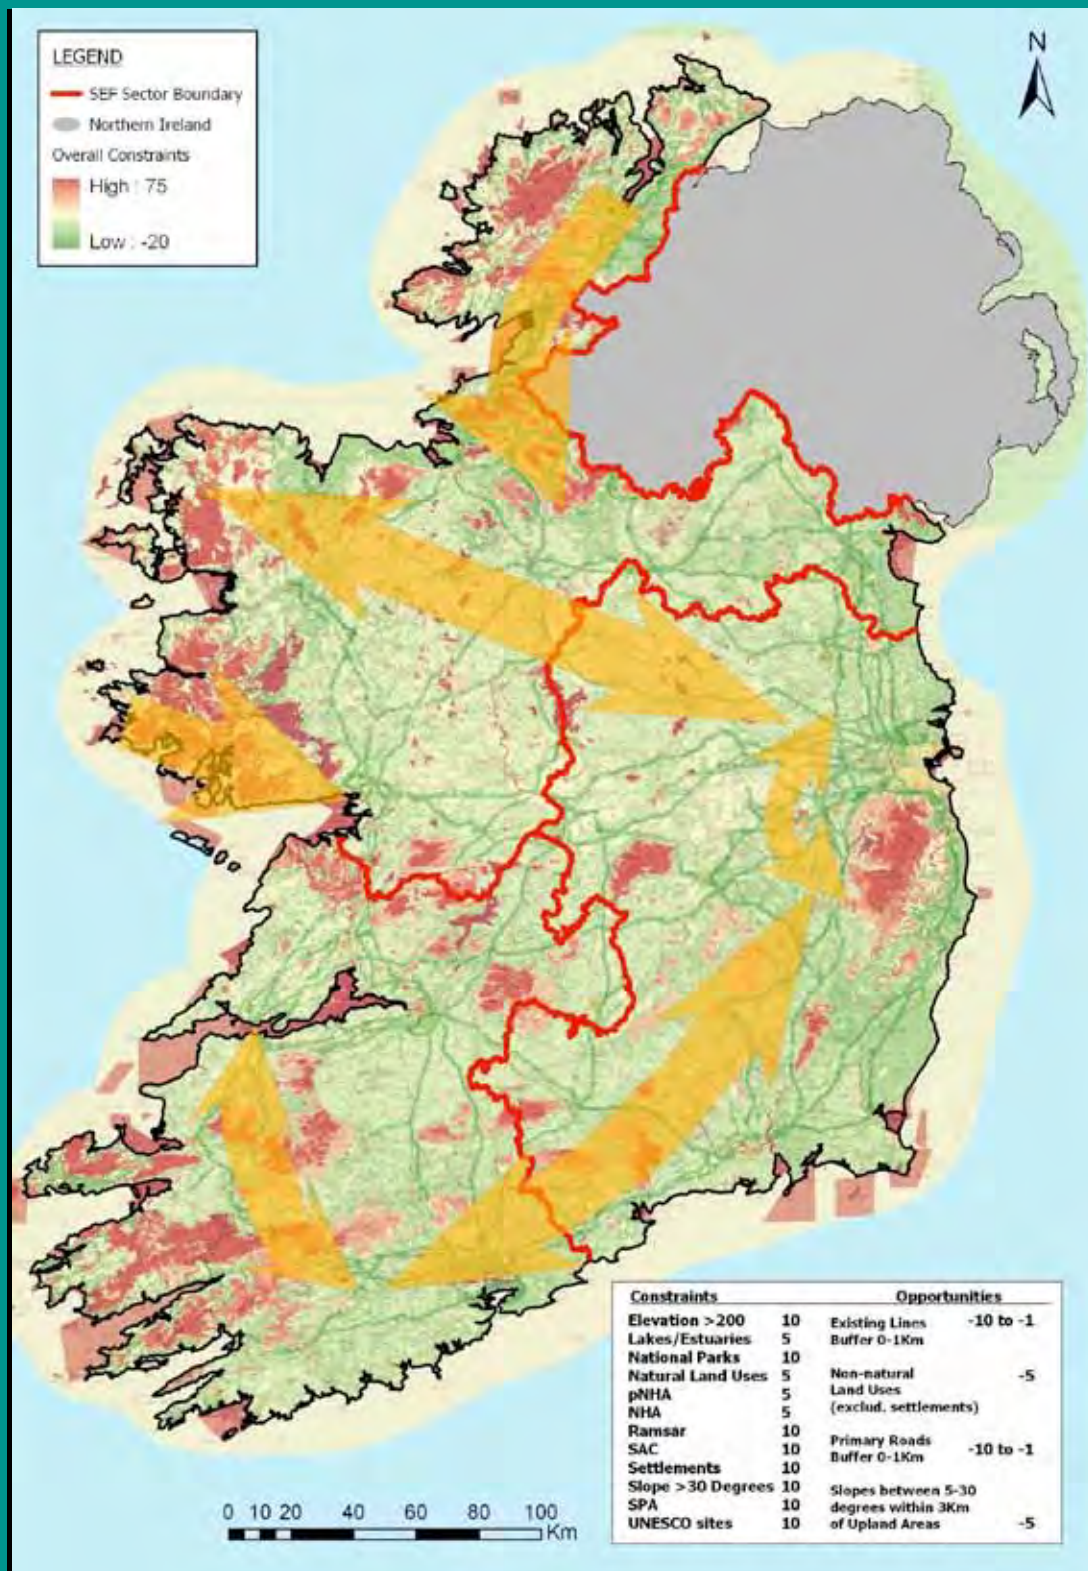 LEGEND
SEF Sector Boundary
Northern Ireland
Overall Constraints
High : 75
Low : -20
N
Constraints Opportunities
Elevation >200 10 Existing Lines -10 to -1
Lakes/Estuaries 5 Buffer 0-1Km
National Parks 10
Natural Land Uses 5 Non-natural -5
pNHA 5 Land Uses
NHA 5 (exclud. settlements)
Ramsar 10
SAC 10 Primary Roads -10 to -1
Settlements 10 Buffer 0-1Km
Slope >30 Degrees 10 Slopes between 5-30
SPA 10 degrees within 3Km
UNESCO sites 10 of Upland Areas -5
0 10 20 40 60 80 100
Km